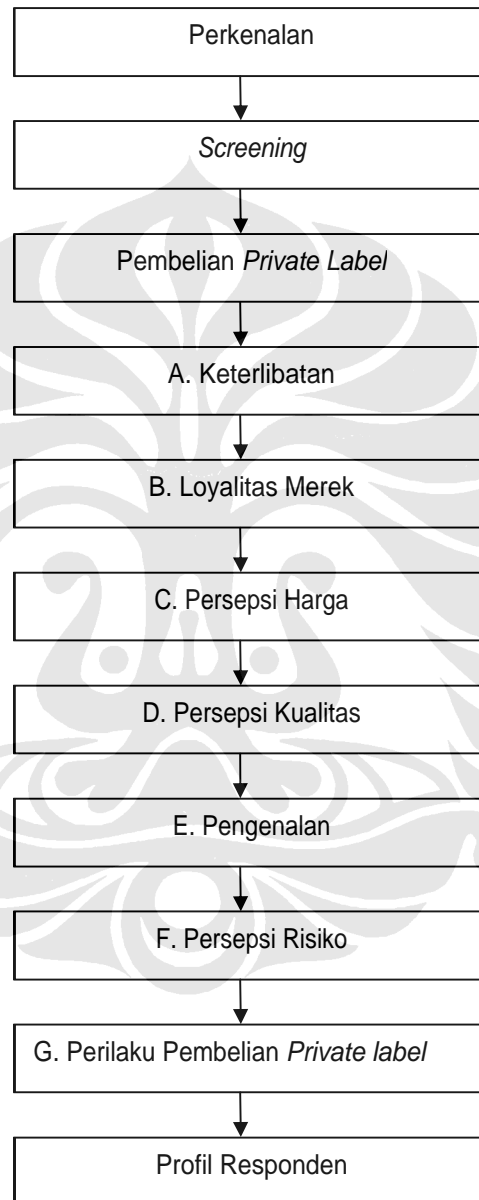 Perkenalan
Screening
Pembelian Private Label
A. Keterlibatan
B. Loyalitas Merek
C. Persepsi Harga
D. Persepsi Kualitas
E. Pengenalan
F. Persepsi Risiko
G. Perilaku Pembelian Private label
Profil Responden